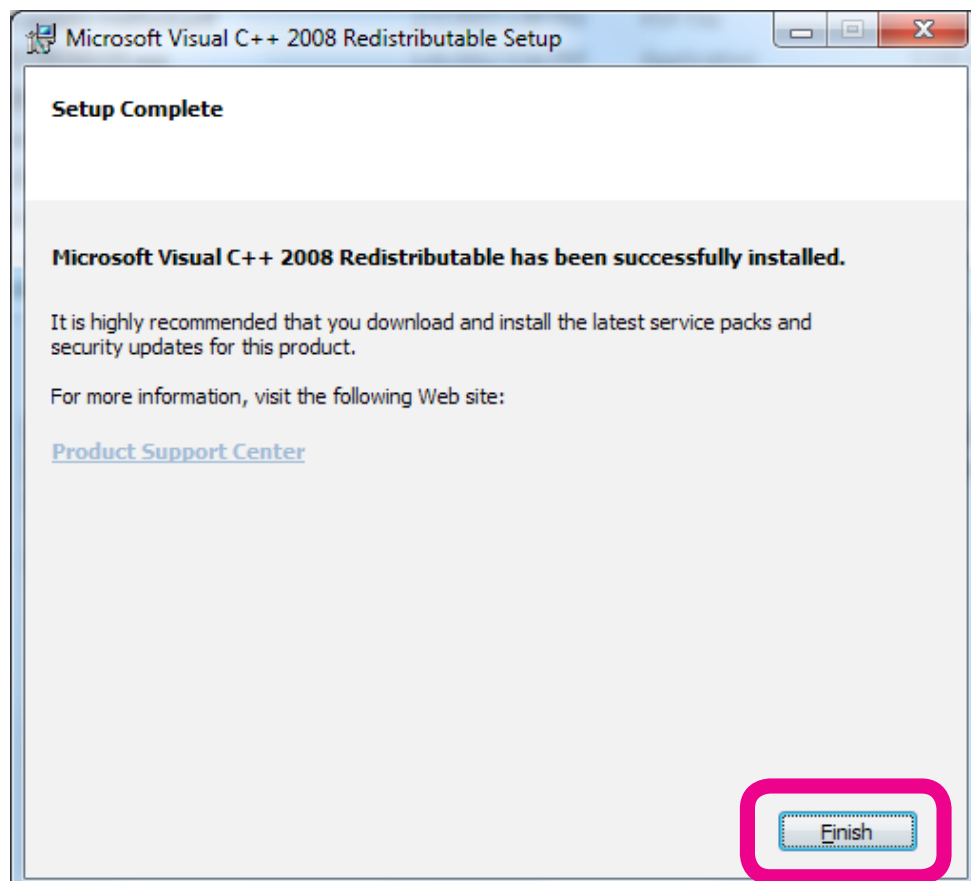 Microsoft Visual C++ 2008 Redistributable Setup
Setup Complete
Microsoft Visual C++ 2008 Redistributable has been successfully installed.
It is highly recommended that you download and install the latest service packs and
security updates for this product.
For more information, visit the following Web site:
Product Support Center
Finish